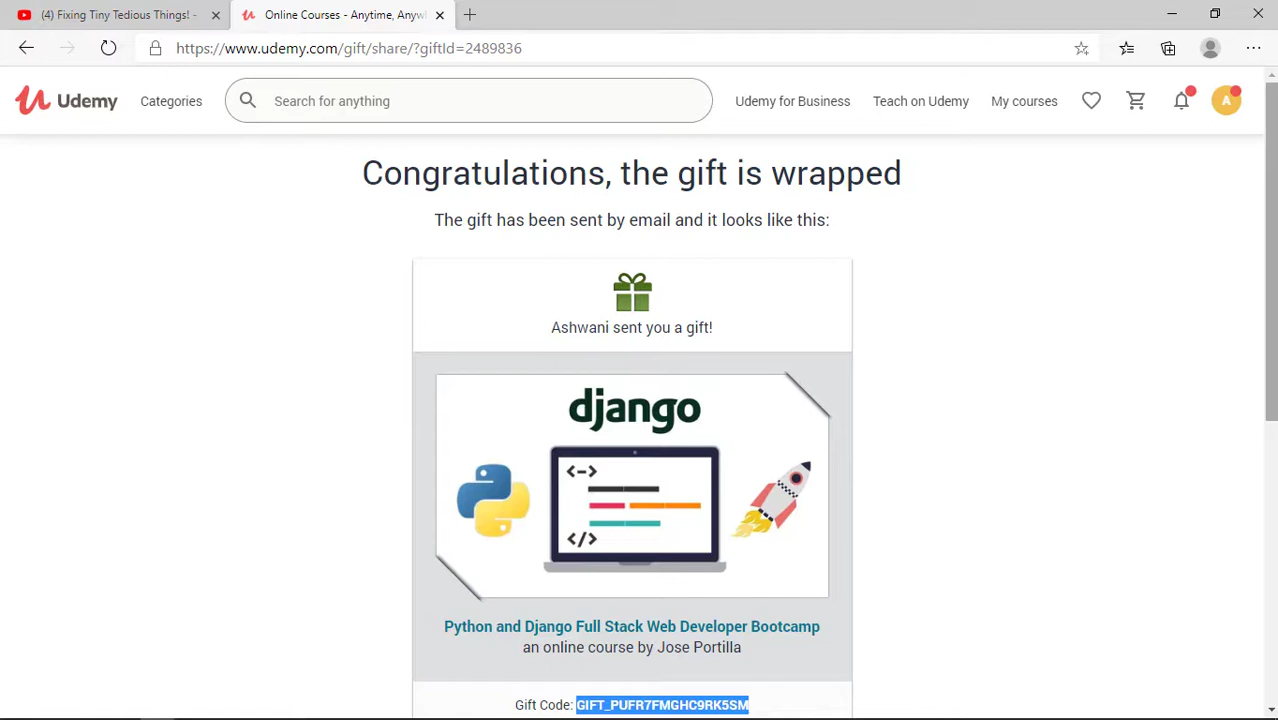 (4) Fixing Tiny Tedious Things! -
Online Courses - Anytime, Anywh
https://www.udemy.com/gift/share/?giftId=2489836
Udemy
Categories
Search for anything
Udemy for Business
Teach on Udemy
My courses
A
Congratulations, the gift is wrapped
The gift has been sent by email and it looks like this:
Ashwani sent you a gift!
django
<->
</>
Python and Django Full Stack Web Developer Bootcamp
an online course by Jose Portilla
Gift Code: GIFT_PUFR7FMGHC9RK5SM